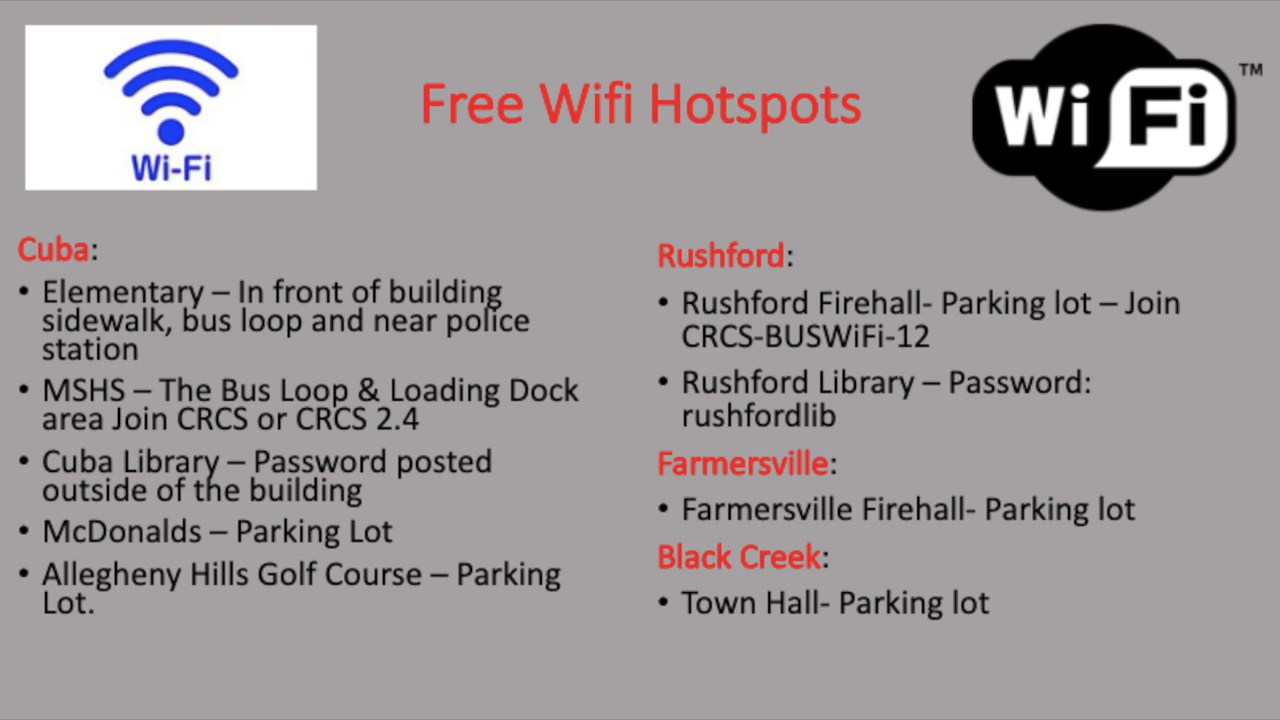 Wi-Fi
Free Wifi Hotspots
Wi Fi ™
Cuba:
• Elementary – In front of building
sidewalk, bus loop and near police
station
• MSHS – The Bus Loop & Loading Dock
area Join CRCS or CRCS 2.4
• Cuba Library – Password posted
outside of the building
• McDonalds – Parking Lot
• Allegheny Hills Golf Course – Parking
Lot.
Rushford:
• Rushford Firehall- Parking lot – Join
CRCS-BUSWiFi-12
• Rushford Library – Password:
rushfordlib
Farmersville:
• Farmersville Firehall- Parking lot
Black Creek:
• Town Hall- Parking lot